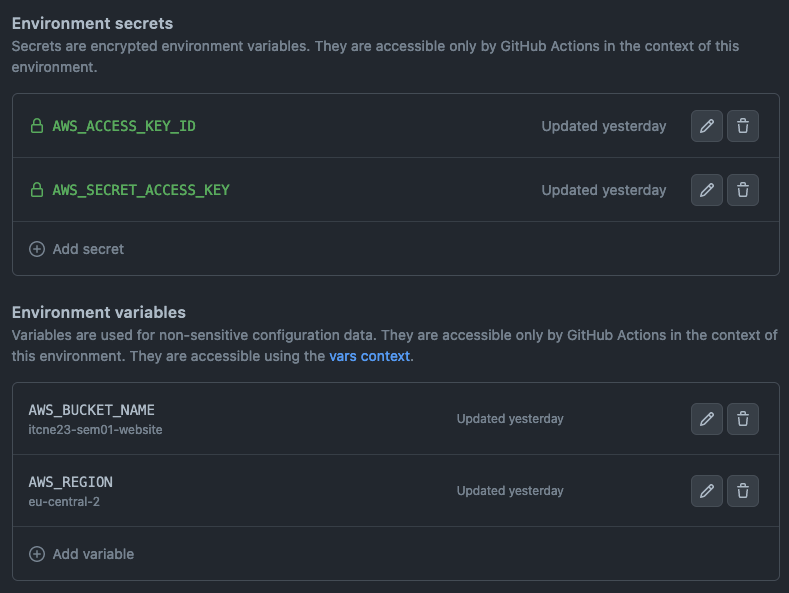 Environment secrets
Secrets are encrypted environment variables. They are accessible only by GitHub Actions in the context of this
environment.
AWS_ACCESS_KEY_ID Updated yesterday
AWS_SECRET_ACCESS_KEY Updated yesterday
Add secret
Environment variables
Variables are used for non-sensitive configuration data. They are accessible only by GitHub Actions in the context of
this environment. They are accessible using the vars context.
AWS_BUCKET_NAME
itcne23-sem01-website
Updated yesterday
AWS_REGION
eu-central-2
Updated yesterday
Add variable